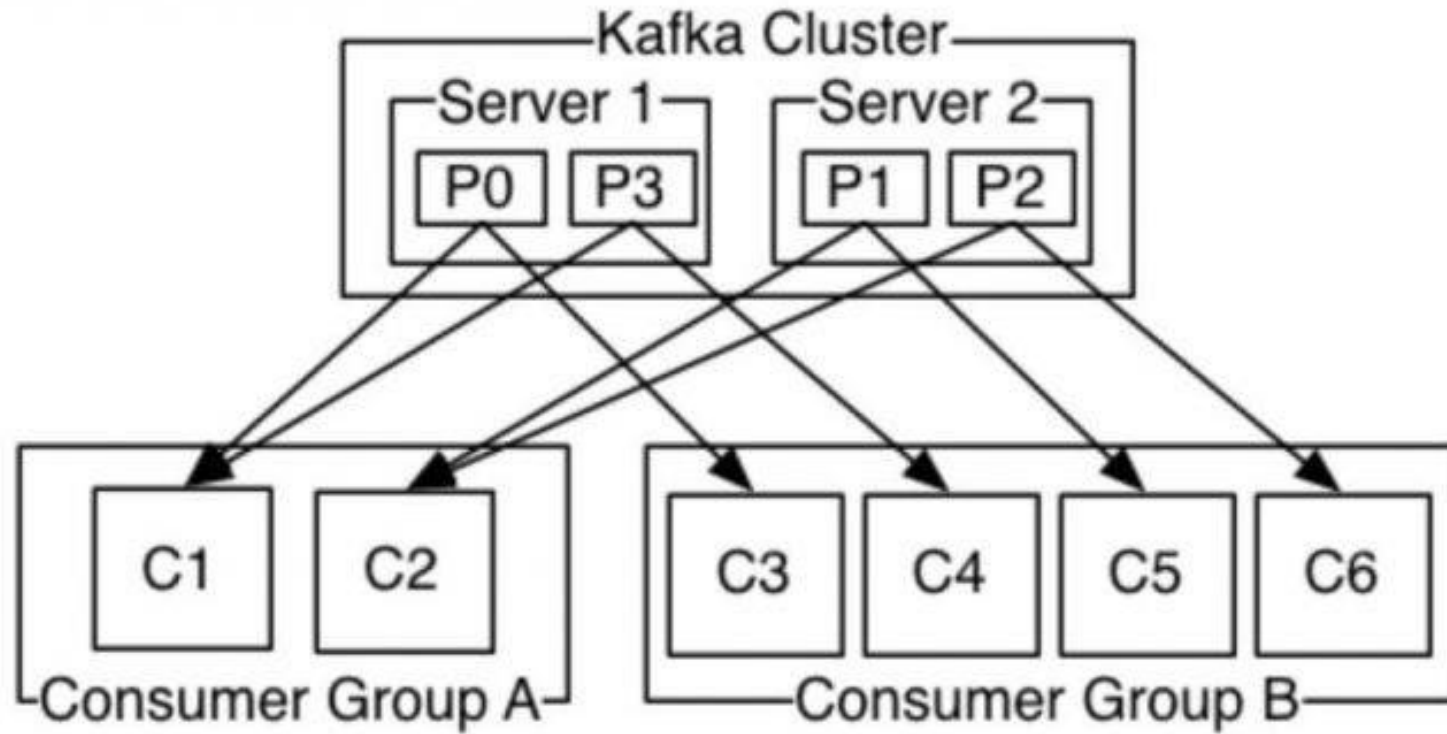 Kafka Cluster
Server 1
Server 2
P0
P3
P1
P2
C1
C2
C3
C4
C5
C6
Consumer Group A
Consumer Group B